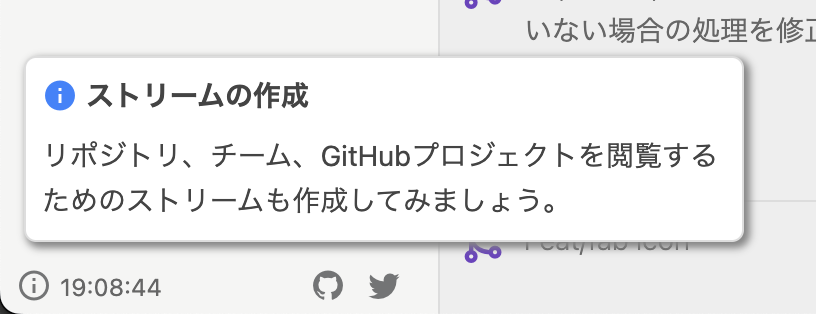 いない場合の処理を修正
ストリームの作成
リポジトリ、チーム、GitHubプロジェクトを閲覧する
ためのストリームも作成してみましょう。
Feat/fab icon
19:08:44